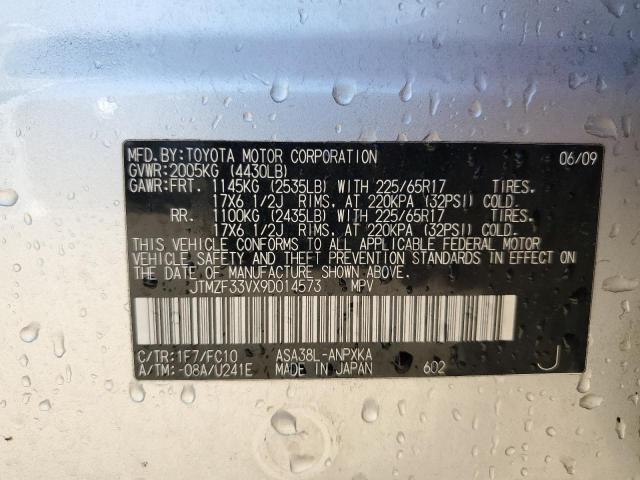 MFD.BY:TOYOTA MOTOR CORPORATION 06/09
GVWR:2005KG (4430LB)
GAWR:FRT. 1145KG (2535LB) WITH 225/65R17 TIRES.
17X6 1/2J RIMS. AT 220KPA (32PSI) COLD.
RR. 1100KG (2435LB) WITH 225/65R17 TIRES.
17X6 1/2J RIMS. AT 220KPA (32PSI) COLD.
THIS VEHICLE CONFORMS TO ALL APPLICABLE FEDERAL MOTOR
VEHICLE SAFETY AND THEFT PREVENTION STANDARDS IN EFFECT ON
THE DATE OF MANUFACTURE SHOWN ABOVE.
JTMZF33VX9D014573 MPV
C/TR:1F7/FC10 ASA38L-ANPXKA
A/TM:-08A/U241E MADE IN JAPAN 602 J